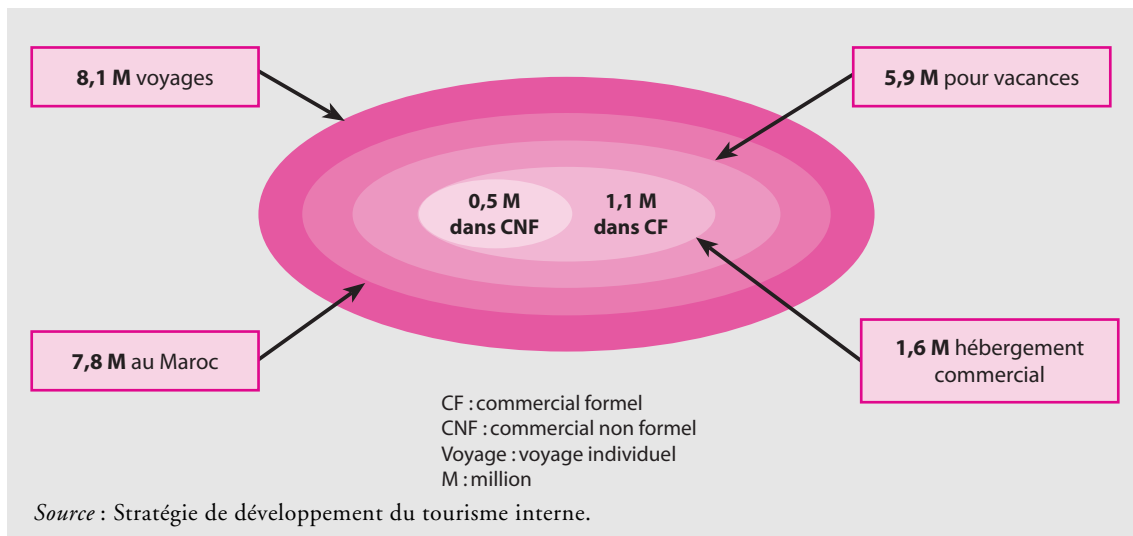 8,1 M voyages
5,9 M pour vacances
0,5 M
dans CNF
1,1 M
dans CF
7,8 M au Maroc
1,6 M hébergement
commercial
CF : commercial formel
CNF : commercial non formel
Voyage : voyage individuel
M : million
Source : Stratégie de développement du tourisme interne.